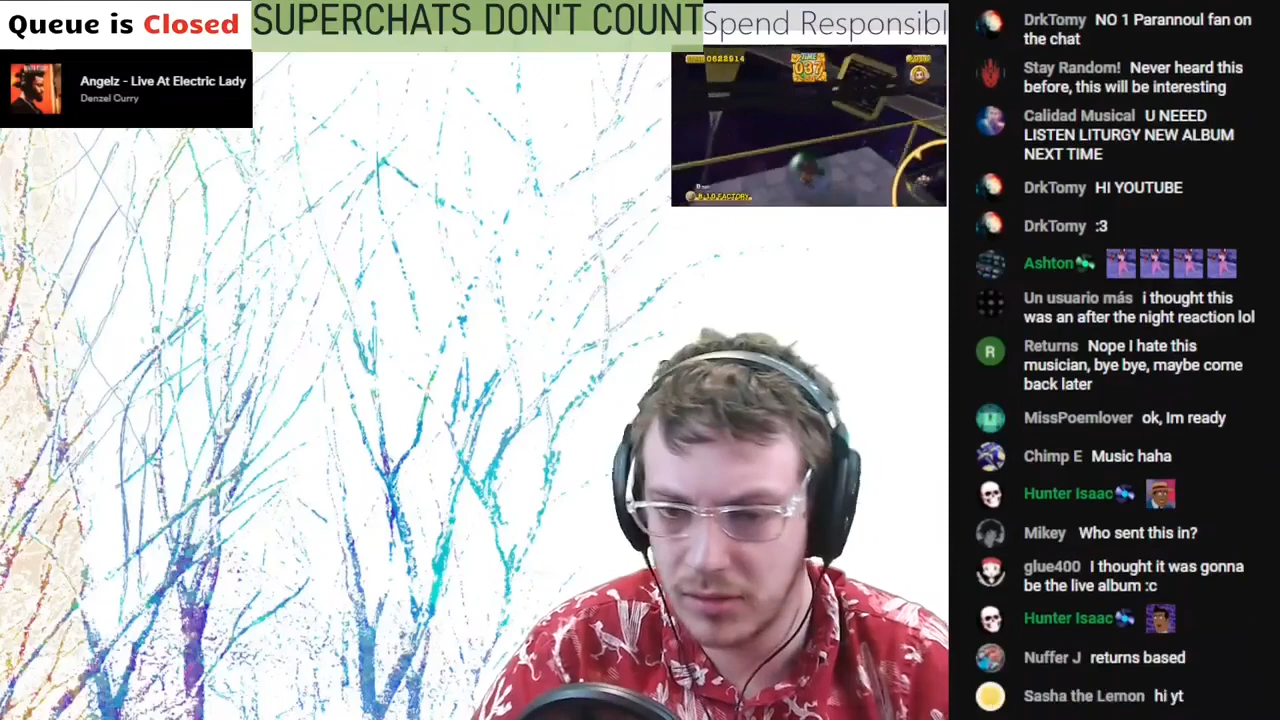 Queue is Closed
SUPERCHATS DON'T COUNT
Spend Responsibl
Angelz - Live At Electric Lady
Denzel Curry
0622914
TIME
037
FACTORY
DrkTomy NO 1 Parannoul fan on
the chat
Stay Random! Never heard this
before, this will be interesting
Calidad Musical U NEEED
LISTEN LITURGY NEW ALBUM
NEXT TIME
DrkTomy HI YOUTUBE
DrkTomy :3
Ashton
Un usuario más i thought this
was an after the night reaction lol
R
Returns Nope I hate this
musician, bye bye, maybe come
back later
MissPoemlover ok, Im ready
Chimp E Music haha
Hunter Isaac
Mikey Who sent this in?
glue400 I thought it was gonna
be the live album :c
Hunter Isaac
Nuffer J returns based
Sasha the Lemon hi yt